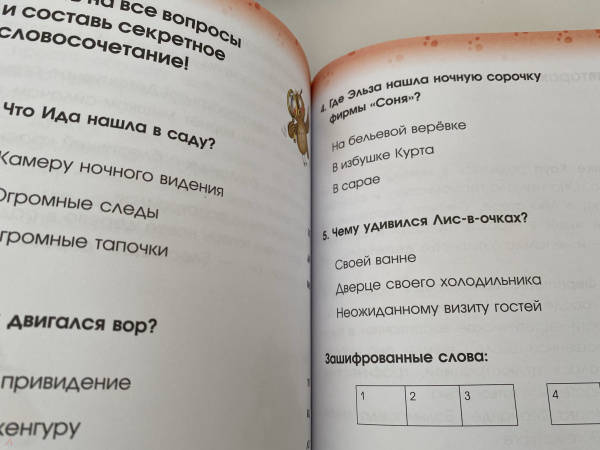 на все вопросы
и составь секретное
словосочетание!
Что Ида нашла в саду?
Камеру ночного видения
Огромные следы
громные тапочки
двигался вор?
привидение
кенгуру
4. Где Эльза нашла ночную сорочку
фирмы «Соня»?
На бельевой верёвке
В избушке Курта
В сарае
5. Чему удивился Лис-в-очках?
Своей ванне
Дверце своего холодильника
Неожиданному визиту гостей
Зашифрованные слова:
1 2 3 4